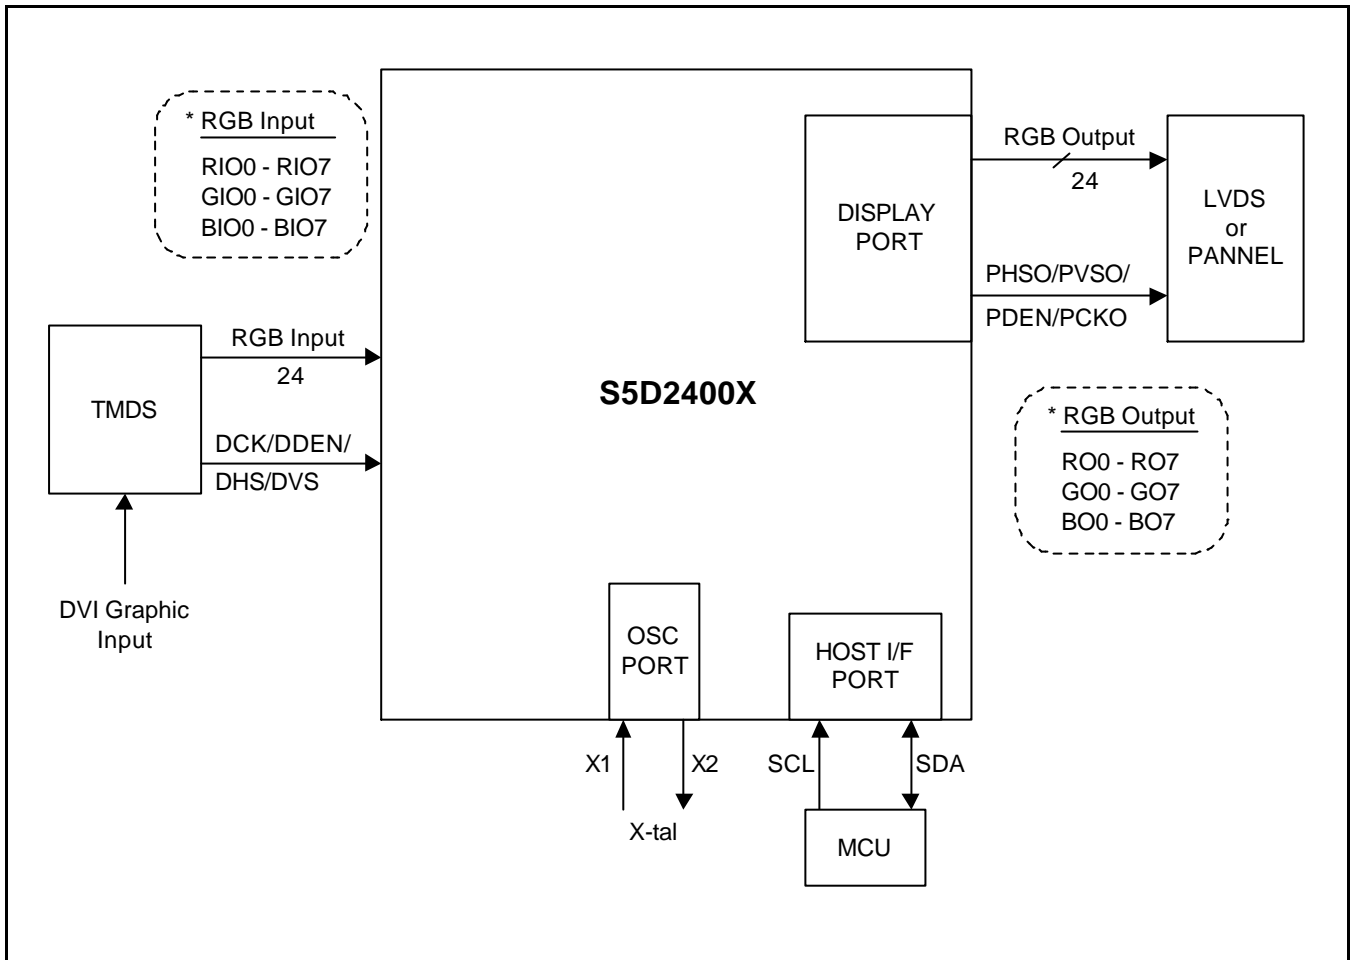 * RGB Input
RIO0 - RIO7
GIO0 - GIO7
BIO0 - BIO7
RGB Output
24
DISPLAY
PORT
LVDS
or
PANNEL
PHSO/PVSO/
PDEN/PCKO
RGB Input
24
TMDS
DCK/DDEN/
DHS/DVS
S5D2400X
* RGB Output
RO0 - RO7
GO0 - GO7
BO0 - BO7
DVI Graphic
Input
OSC
PORT
HOST I/F
PORT
X1
X2
SCL
SDA
X-tal
MCU